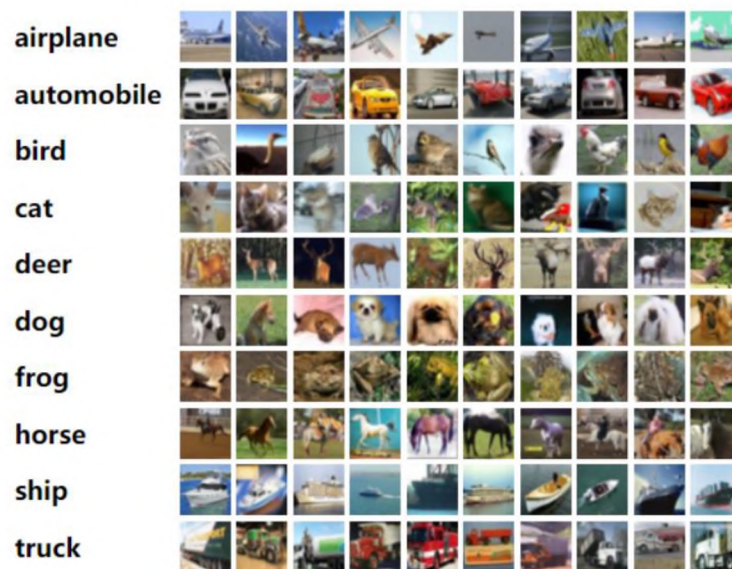 airplane
automobile
bird
cat
deer
dog
frog
horse
ship
truck